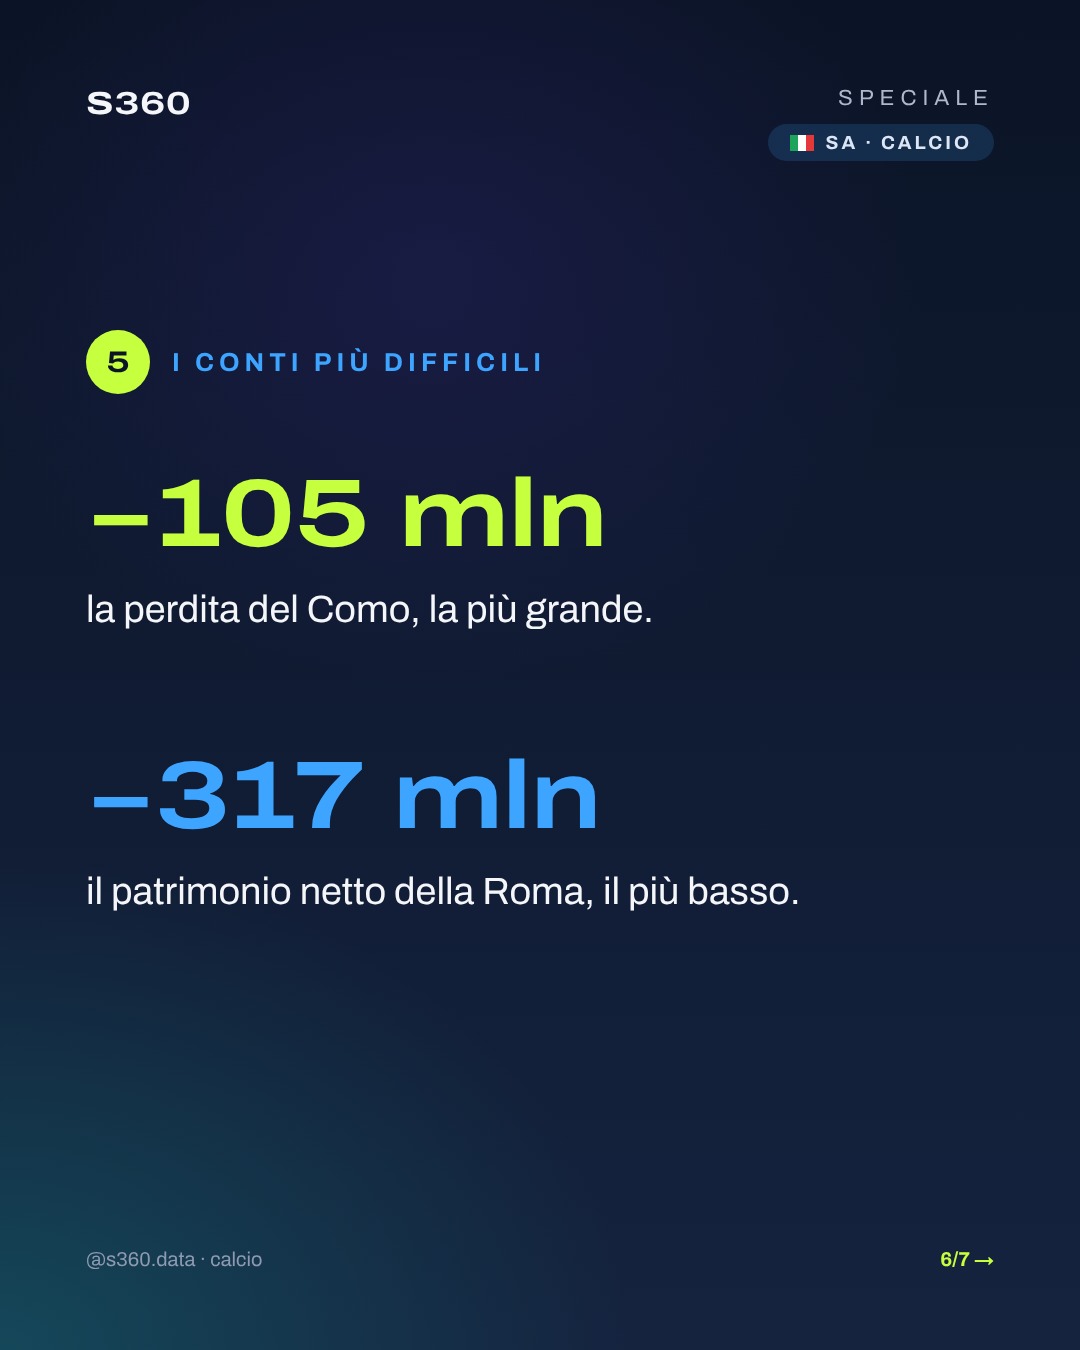 S360
SPECIALE
SA · CALCIO
5
I CONTI PIÙ DIFFICILI
–105 mln
la perdita del Como, la più grande.
–317 mln
il patrimonio netto della Roma, il più basso.
@s360.data · calcio
6/7 →